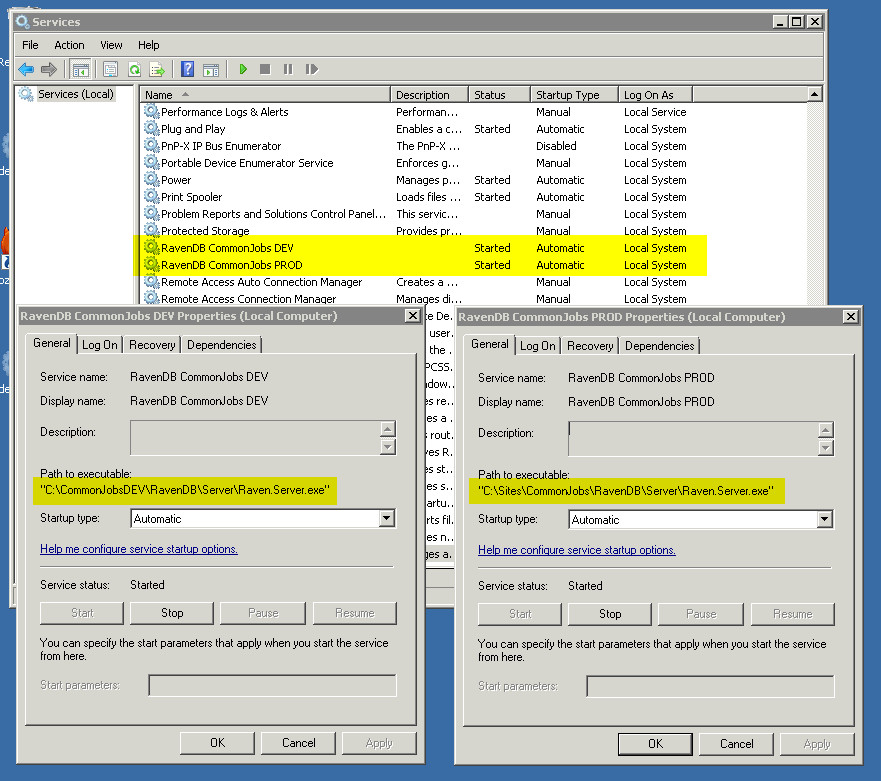 Services
File Action View Help
Services (Local)
Name Description Status Startup Type Log On As
Performance Logs & Alerts Performan... Manual Local Service
Plug and Play Enables a c... Started Automatic Local System
PnP-X IP Bus Enumerator The PnP-X ... Disabled Local System
Portable Device Enumerator Service Enforces g... Manual Local System
Power Manages p... Started Automatic Local System
Print Spooler Loads files ... Started Automatic Local System
Problem Reports and Solutions Control Panel... This servic... Manual Local System
Protected Storage Provides pr... Manual Local System
RavenDB CommonJobs DEV Started Automatic Local System
RavenDB CommonJobs PROD Started Automatic Local System
Remote Access Auto Connection Manager Creates a ... Manual Local System
Remote Access Connection Manager Manages di... Manual Local System
RavenDB CommonJobs DEV Properties (Local Computer)
General Log On Recovery Dependencies
Service name: RavenDB CommonJobs DEV
Display name: RavenDB CommonJobs DEV
Description:
Path to executable:
"C:\CommonJobsDEV\RavenDB\Server\Raven.Server.exe"
Startup type: Automatic
Help me configure service startup options.
Service status: Started
Start Stop Pause Resume
You can specify the start parameters that apply when you start the service
from here.
Start parameters:
OK Cancel Apply
RavenDB CommonJobs PROD Properties (Local Computer)
General Log On Recovery Dependencies
Service name: RavenDB CommonJobs PROD
Display name: RavenDB CommonJobs PROD
Description:
Path to executable:
"C:\Sites\CommonJobs\RavenDB\Server\Raven.Server.exe"
Startup type: Automatic
Help me configure service startup options.
Service status: Started
Start Stop Pause Resume
You can specify the start parameters that apply when you start the service
from here.
Start parameters:
OK Cancel Apply